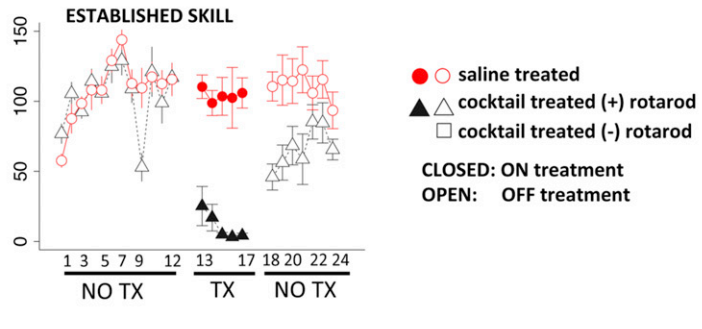 ESTABLISHED SKILL
150
100
50
0
1 3 5 7 9 12 13 17 18 20 22 24
NO TX TX NO TX
saline treated
cocktail treated (+) rotarod
cocktail treated (-) rotarod
CLOSED: ON treatment
OPEN: OFF treatment